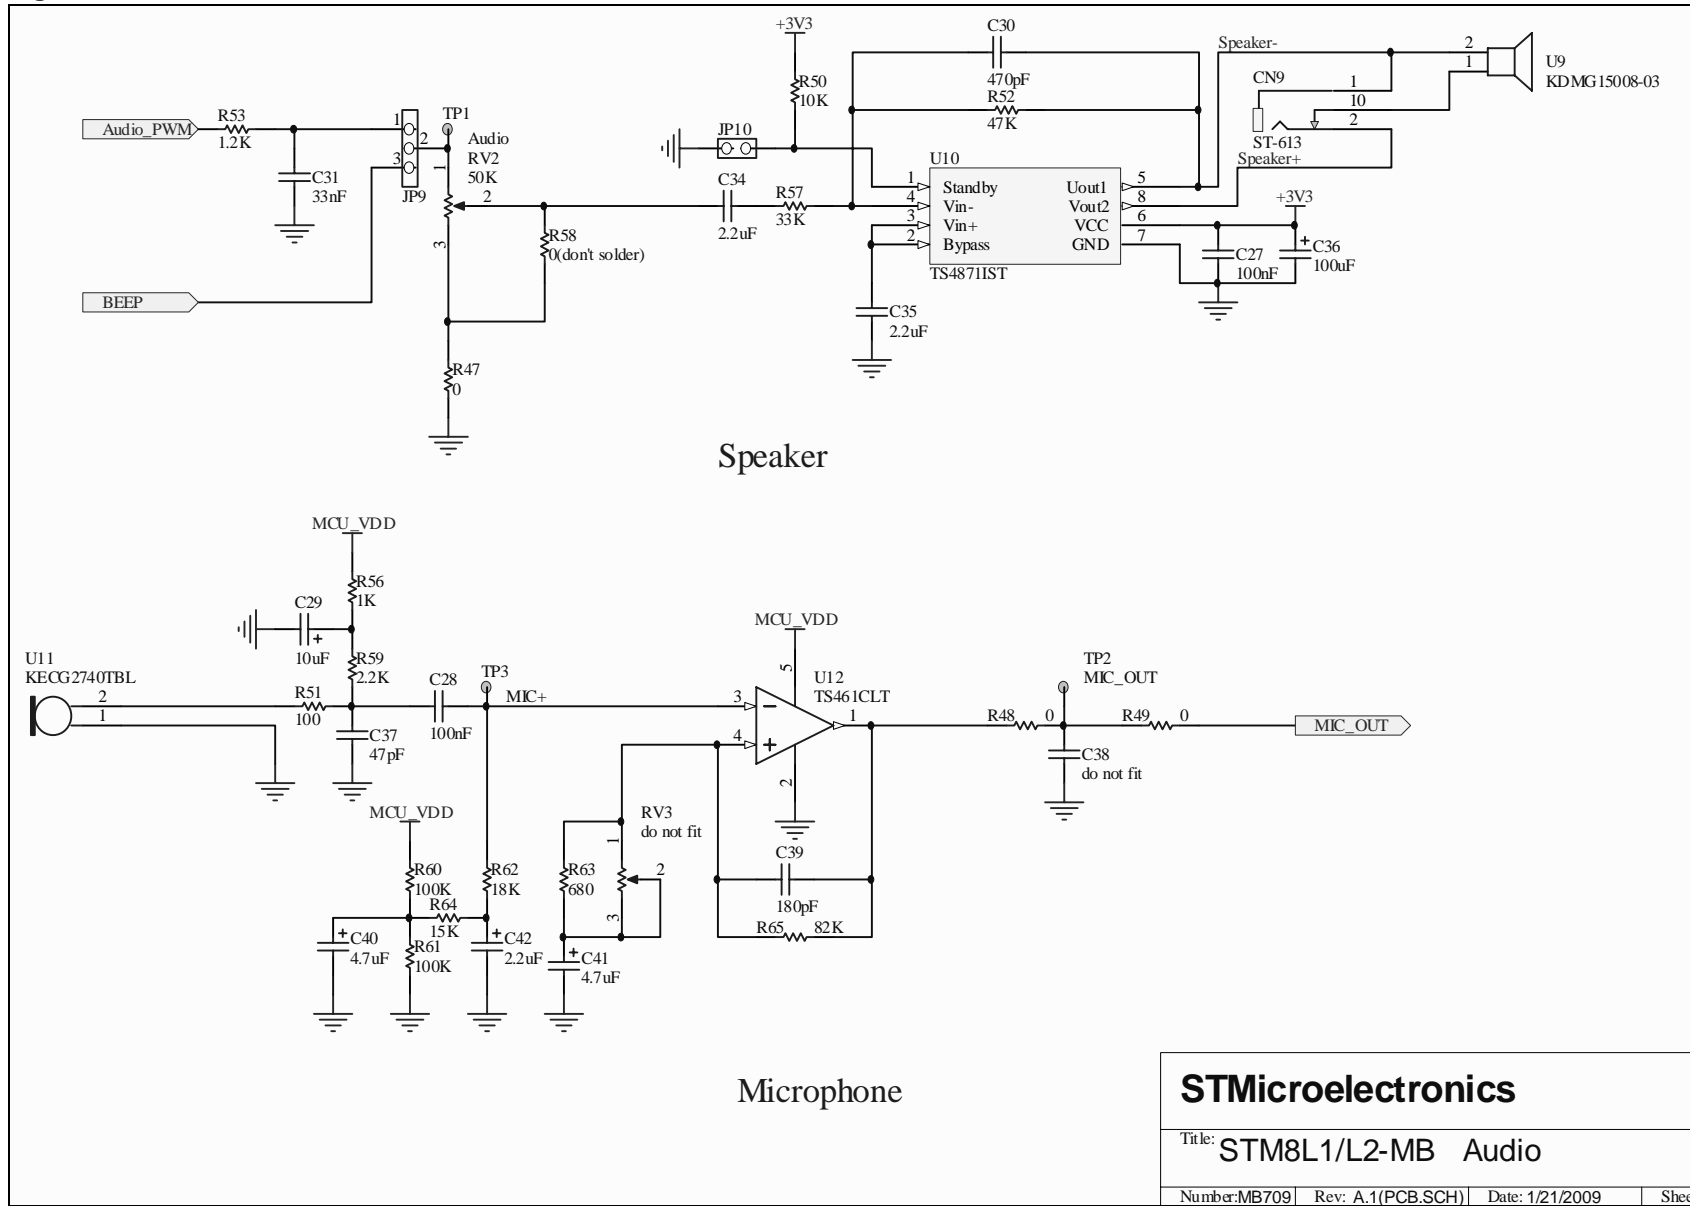 +3V3
C30
470pF
R50
10K
R52
47K
Speaker-
2
1
U9
KDMG15008-03
CN9
1
10
2
ST-613
Speaker+
Audio_PWM
R53
1.2K
C31
33nF
1
2
3
JP9
TP1
Audio
RV2
50K
1
2
3
JP10
C34
2.2uF
R57
33K
R58
0(don't solder)
BEEP
R47
0
U10
1
Standby
4
Vin-
3
Vin+
2
Bypass
Uout1
5
Vout2
8
VCC
6
GND
7
TS4871IST
+3V3
C27
100nF
C36
100uF
+
C35
2.2uF
Speaker
MCU_VDD
R56
1K
C29
+
10uF
R59
2.2K
U11
KECG2740TBL
2
1
R51
100
C28
100nF
C37
47pF
TP3
MIC+
MCU_VDD
5
U12
TS461CLT
3
4
1
2
TP2
MIC_OUT
R48
0
R49
0
MIC_OUT
C38
do not fit
MCU_VDD
R60
100K
R64
15K
R62
18K
+
C40
4.7uF
R61
100K
+
C42
2.2uF
RV3
do not fit
1
2
3
R63
680
+
C41
4.7uF
C39
180pF
R65
82K
Microphone
STMicroelectronics
Title: STM8L1/L2-MB Audio
Number:MB709 Rev: A.1(PCB.SCH) Date: 1/21/2009 Shee